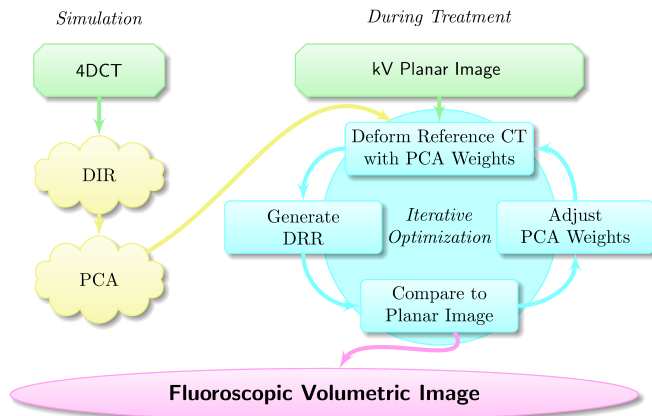 Simulation
During Treatment
4DCT
kV Planar Image
Deform Reference CT
with PCA Weights
DIR
Generate
DRR
Iterative
Optimization
Adjust
PCA Weights
PCA
Compare to
Planar Image
Fluoroscopic Volumetric Image